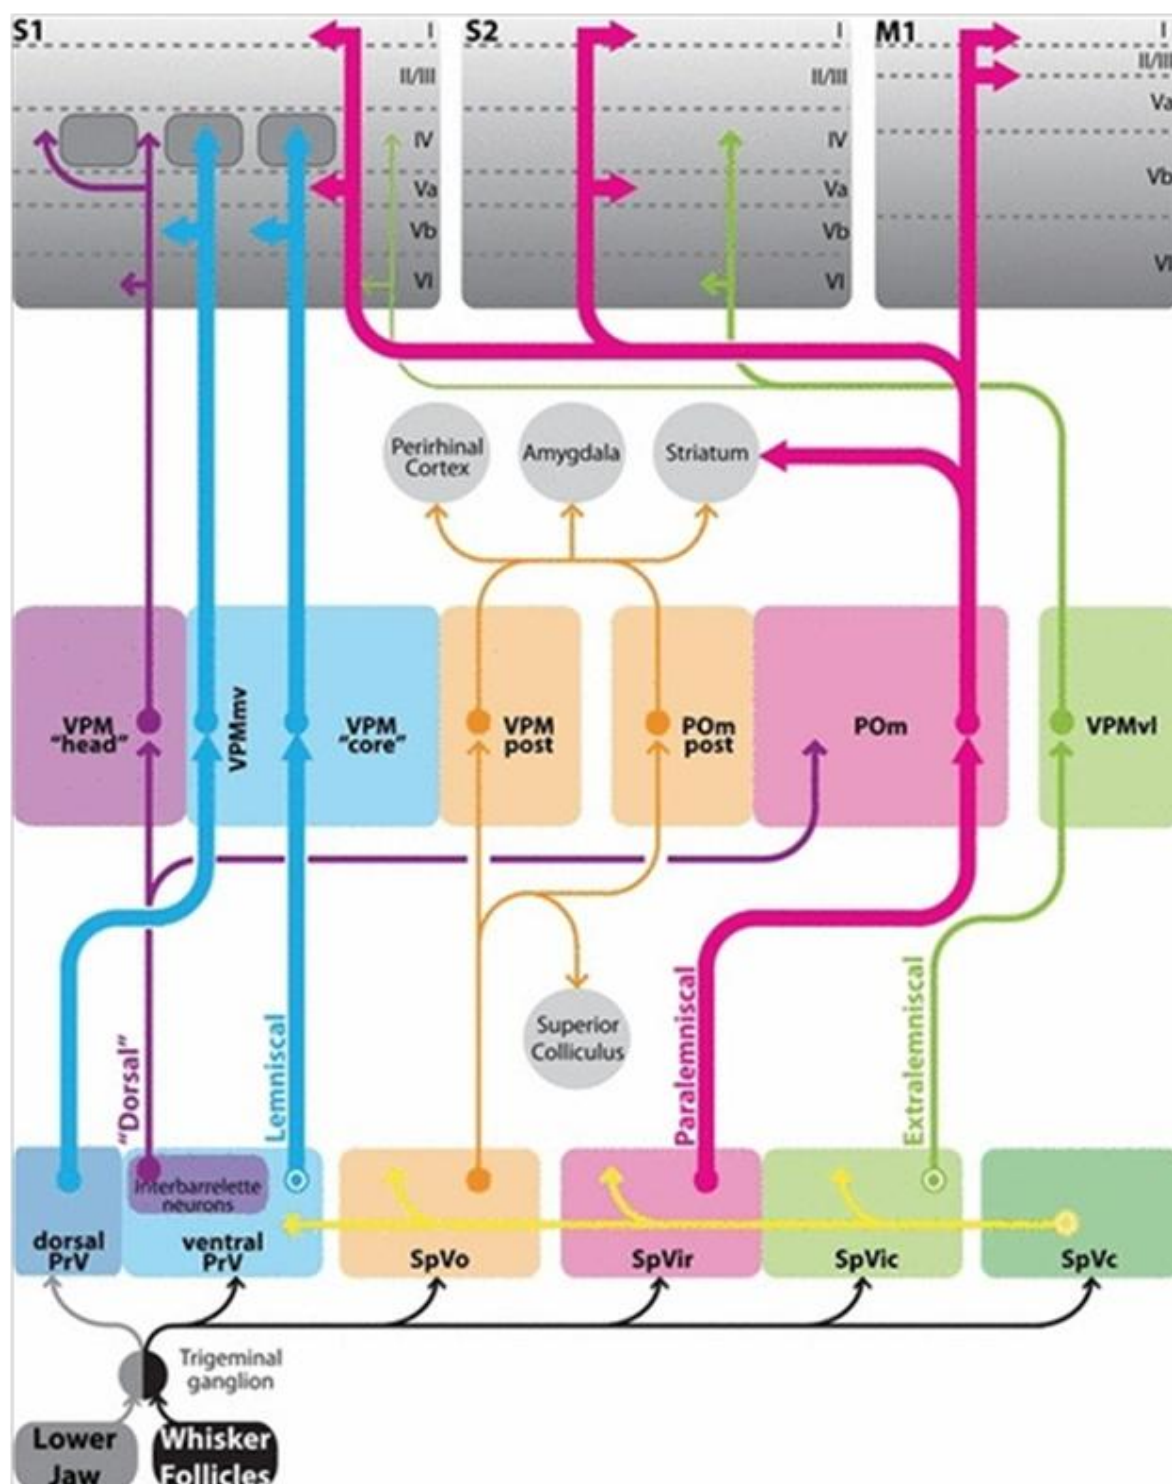 S1
I
II/III
IV
Va
Vb
VI
S2
I
II/III
IV
Va
Vb
VI
M1
I
II/III
Va
Vb
VI
Perirhinal
Cortex
Amygdala
Striatum
VPM
"head"
VPMmv
VPM
"core"
VPM
post
POm
post
POm
VPMvl
"Dorsal"
Lemniscal
Superior
Colliculus
Paralemniscal
Extralemniscal
Interbarrelette
neurons
dorsal
PrV
ventral
PrV
SpVo
SpVir
SpVic
SpVc
Trigeminal
ganglion
Lower
Jaw
Whisker
Follicles